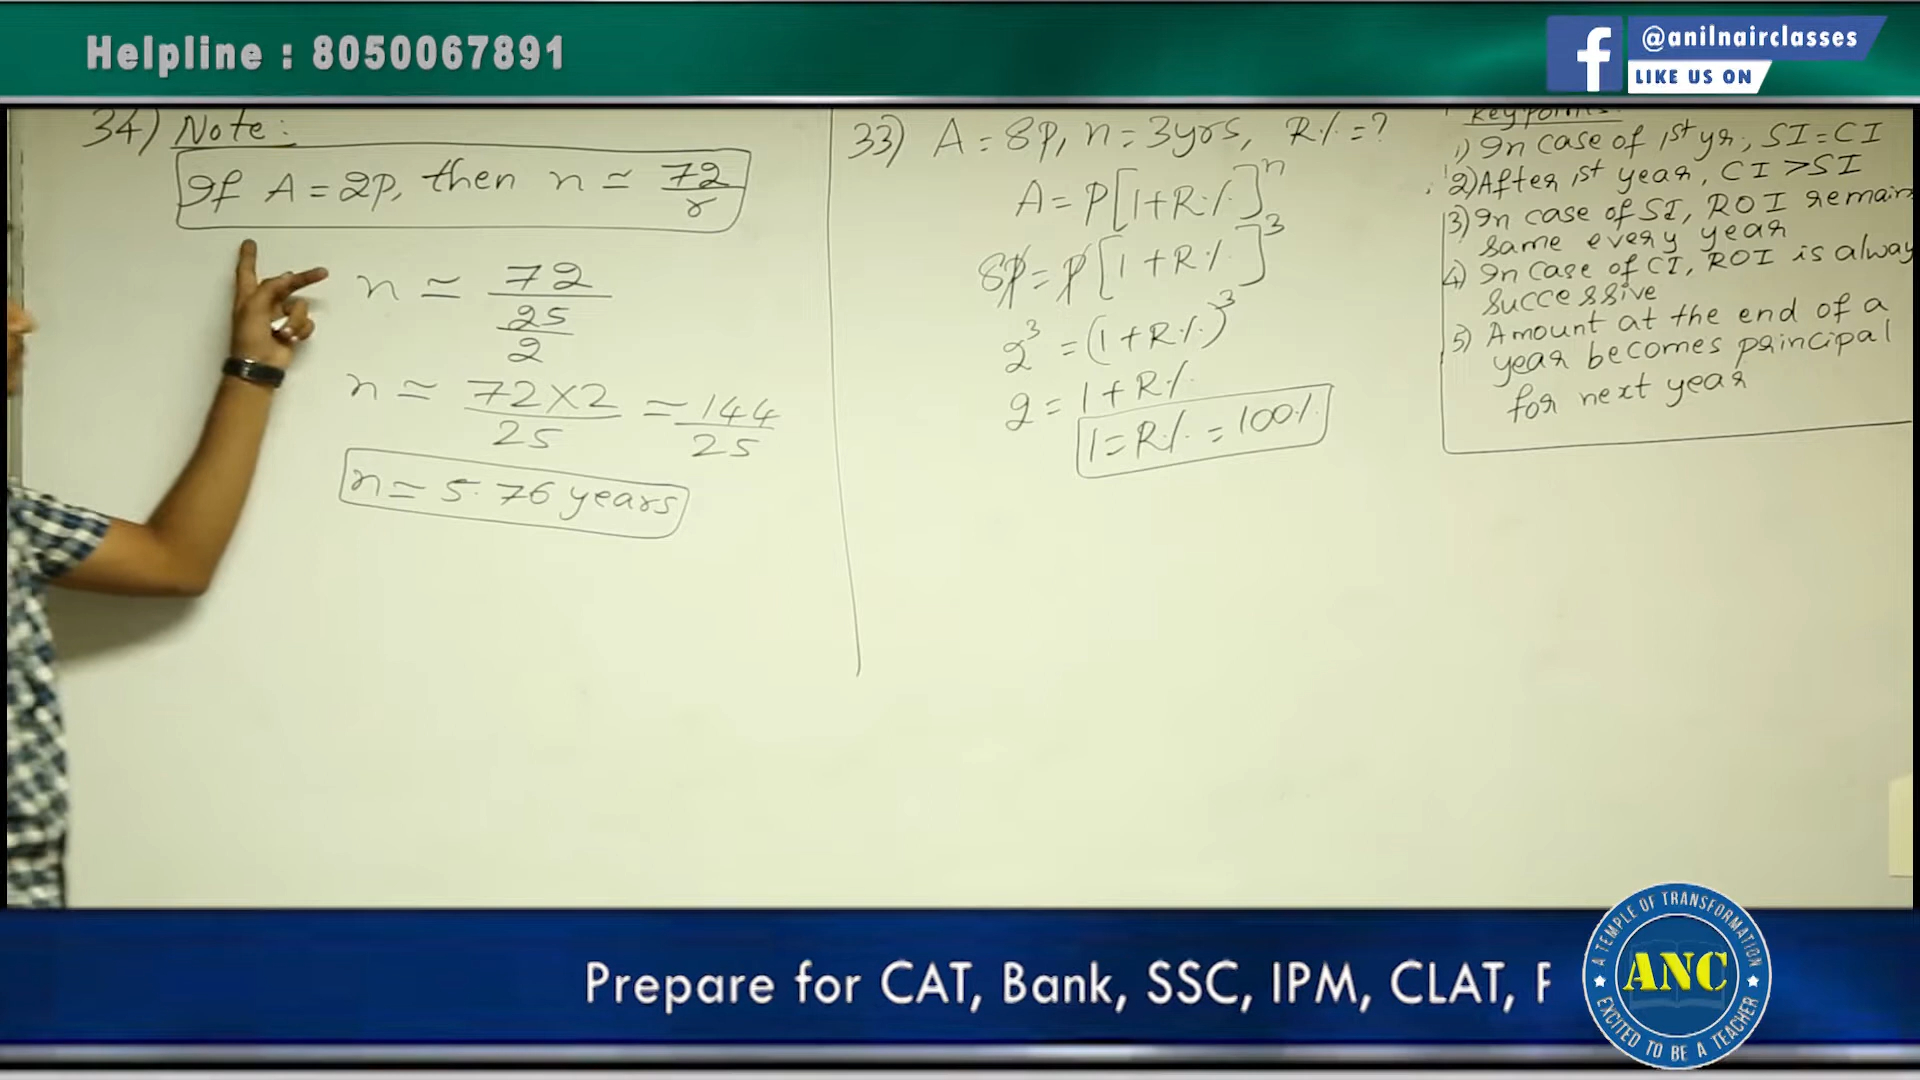 Helpline : 8050067891
@anilnairclasses
LIKE US ON
34) Note:
If A = 2P, then n ≃ 72/r
n ≃ 72/(25/2)
n ≃ 72×2/25 = 144/25
n ≃ 5.76 years
33) A = 8P, n = 3yrs, R% = ?
A = P[1+R%]^n
8P = P[1+R%]^3
2^3 = (1+R%)^3
2 = 1+R%
1 = R% = 100%
Keypoints:
1) In case of 1st yr, SI = CI
2) After 1st year, CI > SI
3) In case of SI, ROI remain
same every year
4) In case of CI, ROI is alway
successive
5) Amount at the end of a
year becomes principal
for next year
Prepare for CAT, Bank, SSC, IPM, CLAT,
A TEMPLE OF TRANSFORMATION
ANC
EXCITED TO BE A TEACHER